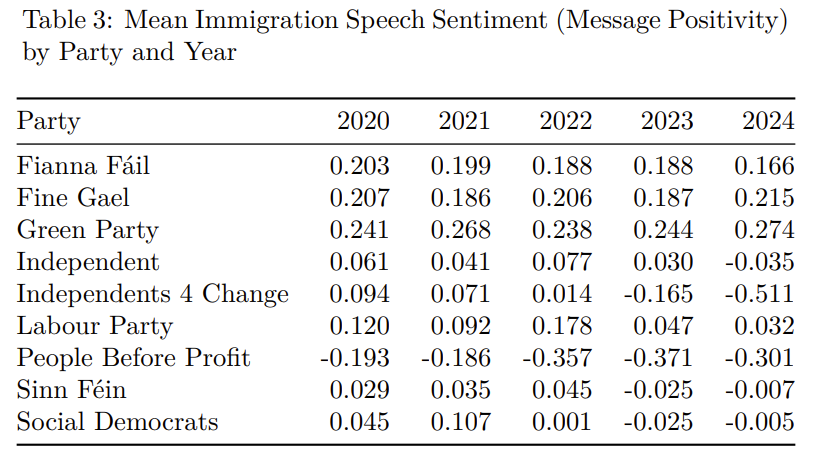 Table 3: Mean Immigration Speech Sentiment (Message Positivity)
by Party and Year
Party 2020 2021 2022 2023 2024
Fianna Fáil 0.203 0.199 0.188 0.188 0.166
Fine Gael 0.207 0.186 0.206 0.187 0.215
Green Party 0.241 0.268 0.238 0.244 0.274
Independent 0.061 0.041 0.077 0.030 -0.035
Independents 4 Change 0.094 0.071 0.014 -0.165 -0.511
Labour Party 0.120 0.092 0.178 0.047 0.032
People Before Profit -0.193 -0.186 -0.357 -0.371 -0.301
Sinn Féin 0.029 0.035 0.045 -0.025 -0.007
Social Democrats 0.045 0.107 0.001 -0.025 -0.005